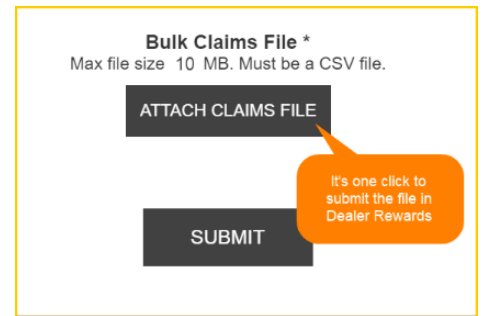 Bulk Claims File *
Max file size 10 MB. Must be a CSV file.
ATTACH CLAIMS FILE
It's one click to
submit the file in
Dealer Rewards
SUBMIT